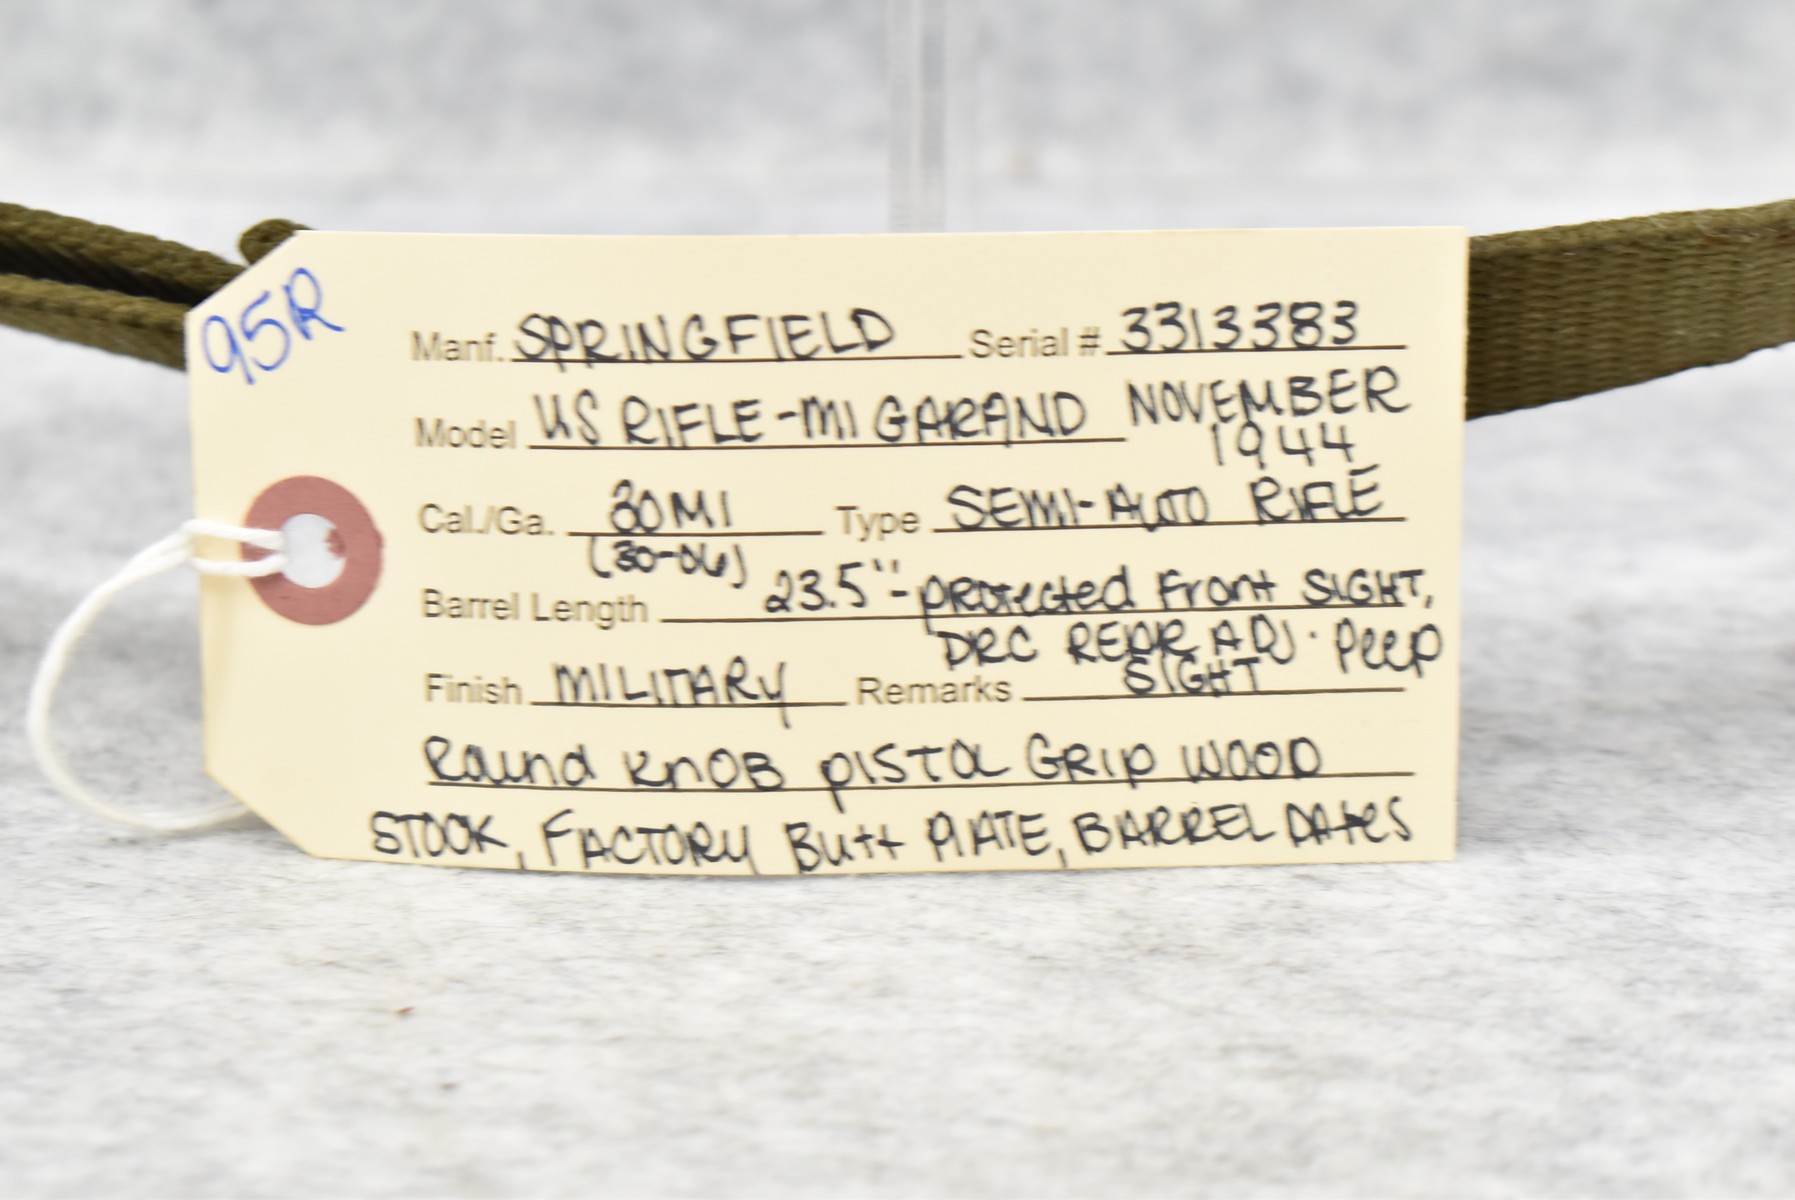 95R
Manf. SPRINGFIELD Serial # 3313383
Model US RIFLE-M1 GARAND NOVEMBER
1944
Cal./Ga. 30M1 Type SEMI-AUTO RIFLE
(30-06)
Barrel Length 23.5"-protected Front SIGHT,
DRC REAR ADJ. Peep
Finish MILITARY Remarks SIGHT
Round KnOB PISTOL GRIP WOOD
STOCK, FACTORY Butt PLATE, BARREL DAtes